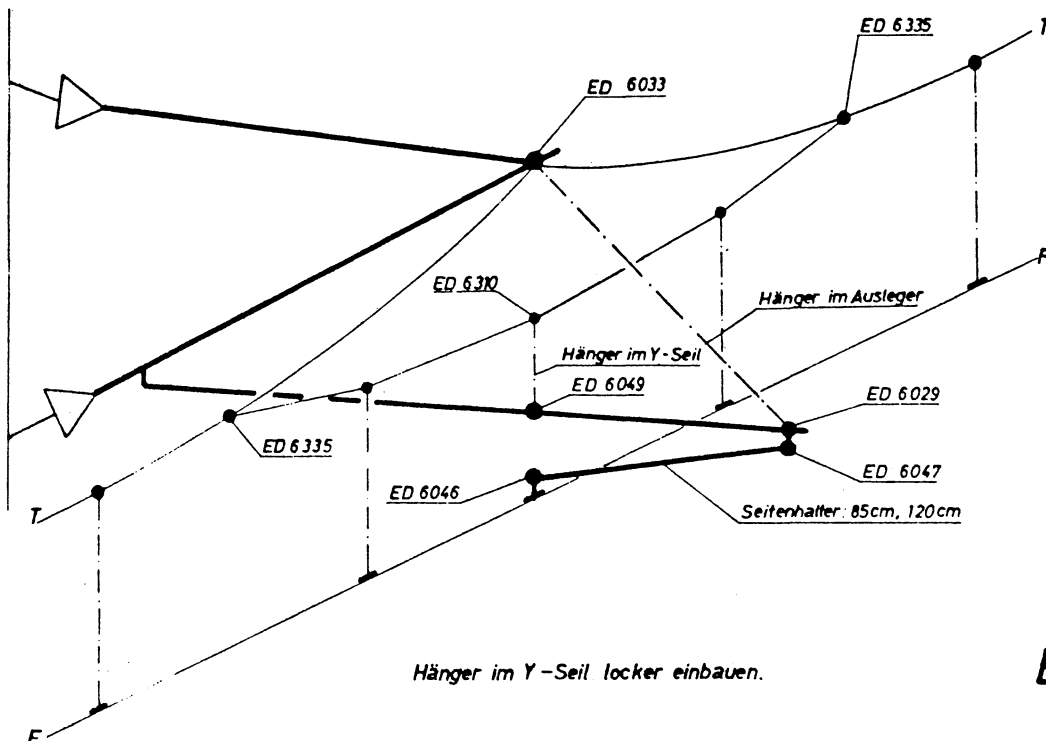 ED 6335
T
ED 6033
F
ED 6310
Hänger im Ausleger
Hänger im Y-Seil
ED 6049
ED 6029
ED 6335
ED 6046
ED 6047
T
Seitenhalter: 85cm, 120cm
Hänger im Y-Seil locker einbauen.
F